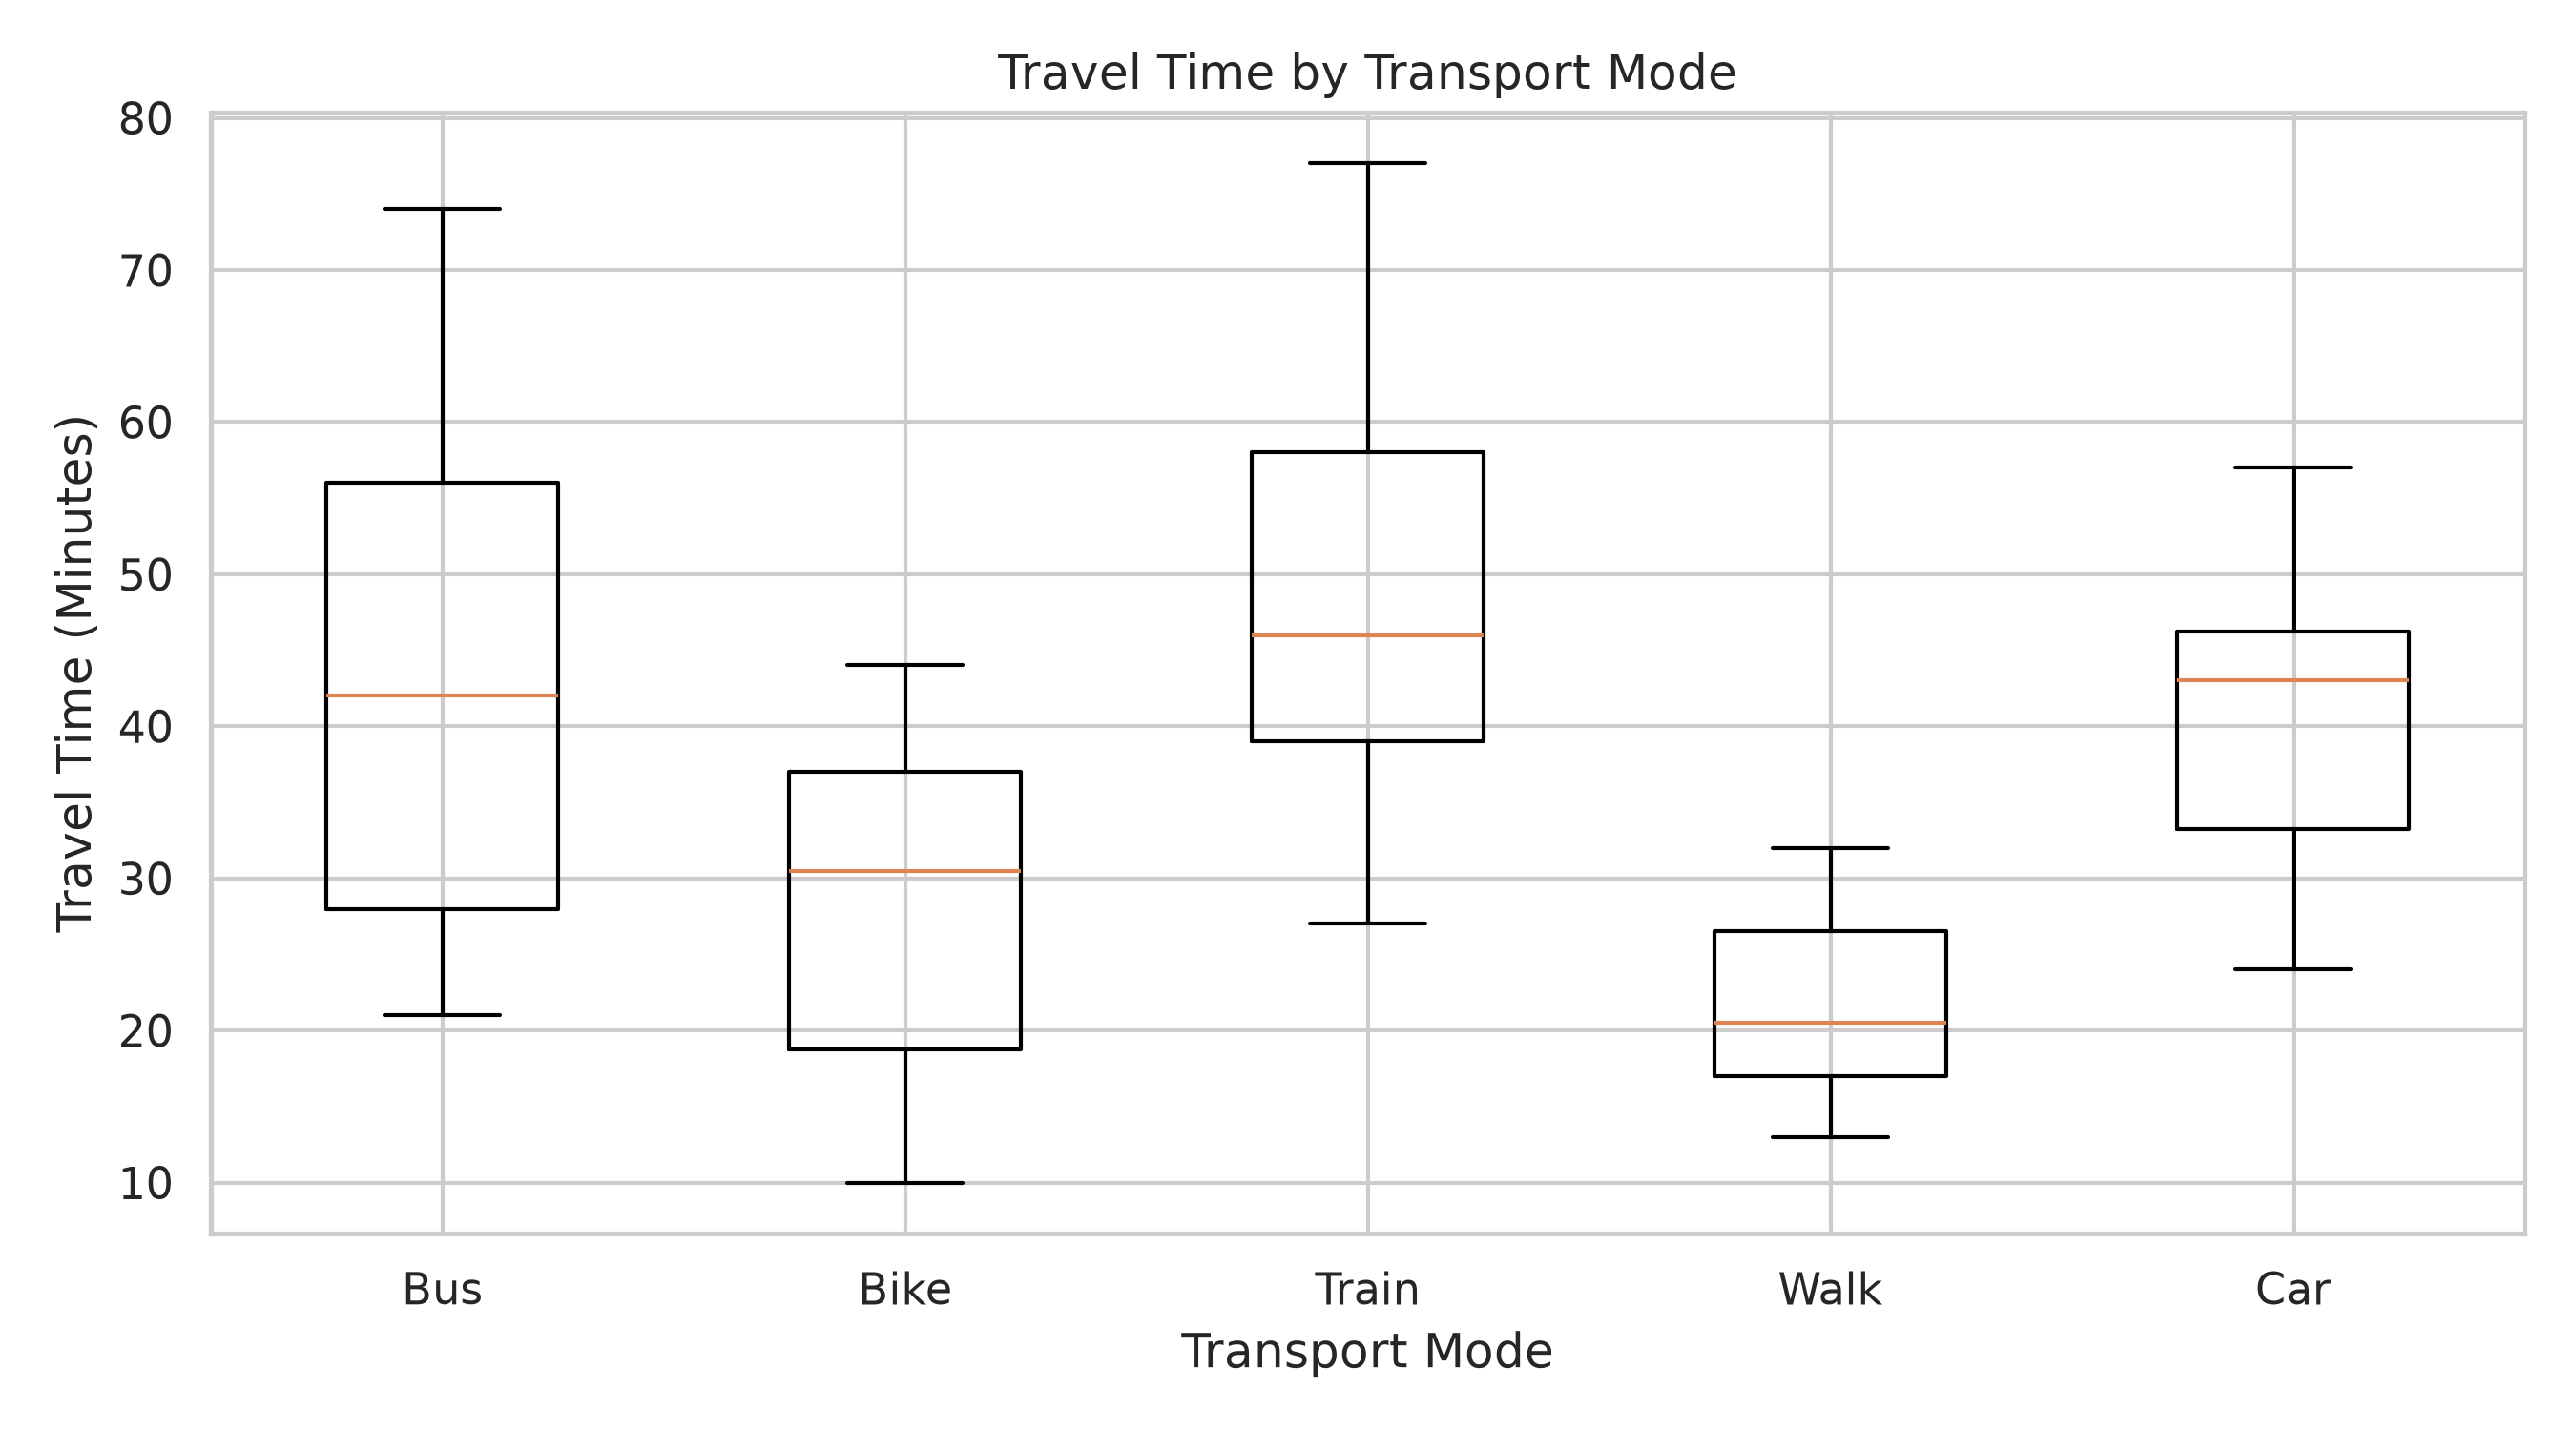 Travel Time by Transport Mode
80
70
60
50
40
30
20
10
Travel Time (Minutes)
Bus
Bike
Train
Walk
Car
Transport Mode